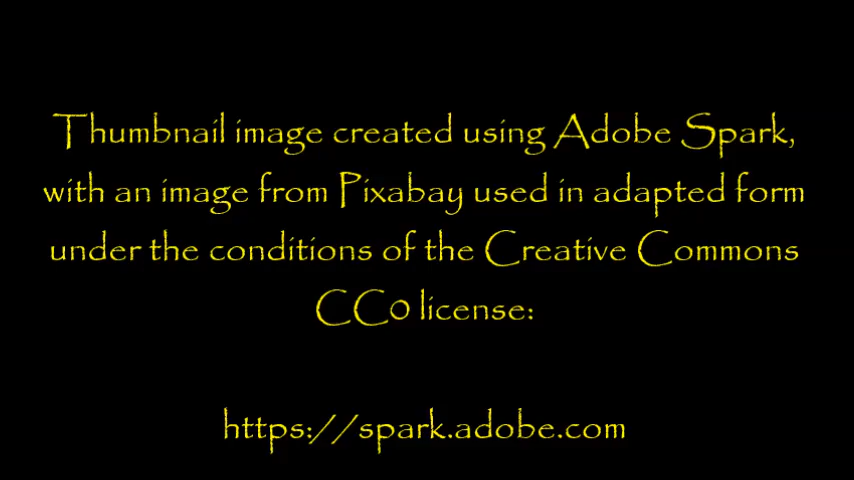 Thumbnail image created using Adobe Spark,
with an image from Pixabay used in adapted form
under the conditions of the Creative Commons
CC0 license:
https://spark.adobe.com